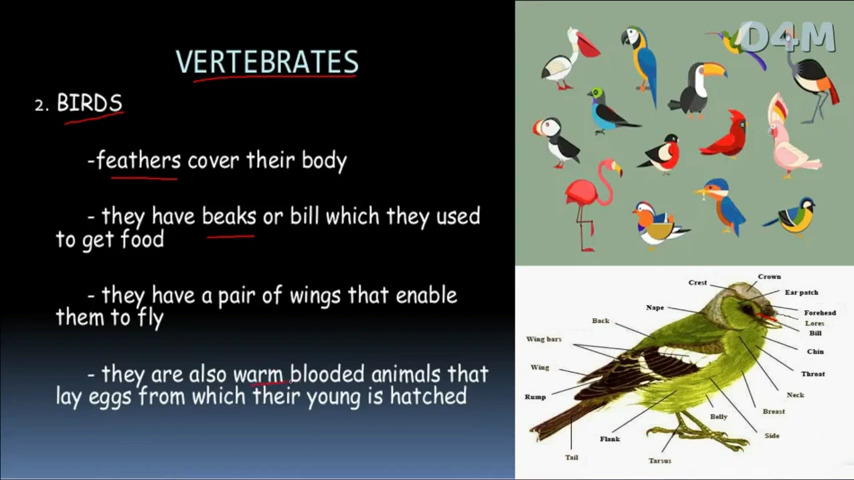 VERTEBRATES
2. BIRDS
-feathers cover their body
- they have beaks or bill which they used
to get food
- they have a pair of wings that enable
them to fly
- they are also warm blooded animals that
lay eggs from which their young is hatched
O4M
Crown
Crest
Ear patch
Nape
Forehead
Lores
Back
Bill
Wing bars
Chin
Wing
Throat
Rump
Neck
Breast
Belly
Side
Flank
Tail
Tarsus